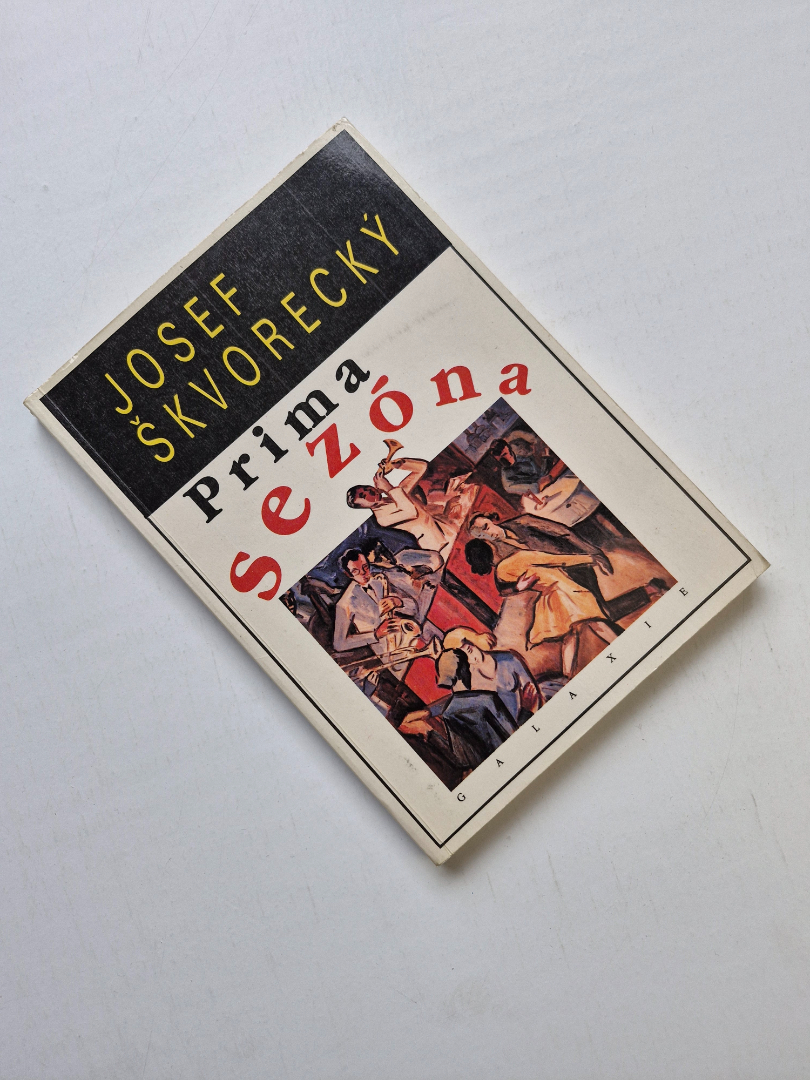 JOSEF
ŠKVORECKÝ
Prima
sezóna
GALAXIE